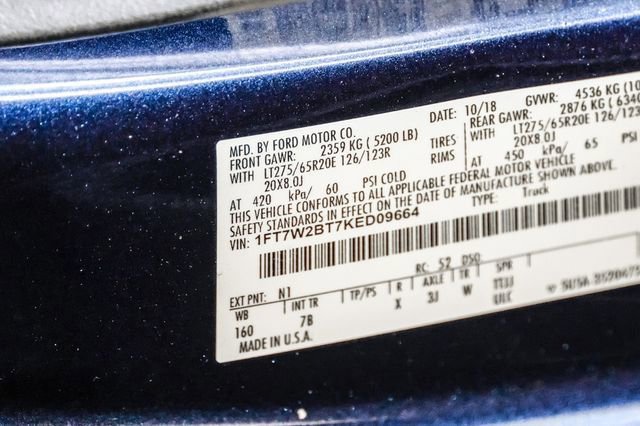 MFD. BY FORD MOTOR CO.
DATE: 10/18
GVWR: 4536 KG (10
FRONT GAWR: 2359 KG ( 5200 LB)
REAR GAWR: 2876 KG ( 6340
WITH LT275/65R20E 126/123R TIRES
WITH LT275/65R20E 126/123
20X8.0J RIMS
20X8.0J
AT 420 kPa/ 60 PSI COLD
AT 450 kPa/ 65 PSI
THIS VEHICLE CONFORMS TO ALL APPLICABLE FEDERAL MOTOR VEHICLE
SAFETY STANDARDS IN EFFECT ON THE DATE OF MANUFACTURE SHOWN ABOVE.
VIN: 1FT7W2BT7KED09664
TYPE: Truck
EXT PNT: N1
RC: 52 DSO:
WB INT TR TP/PS R AXLE TR SPR
160 7B X 3J W
MADE IN U.S.A.